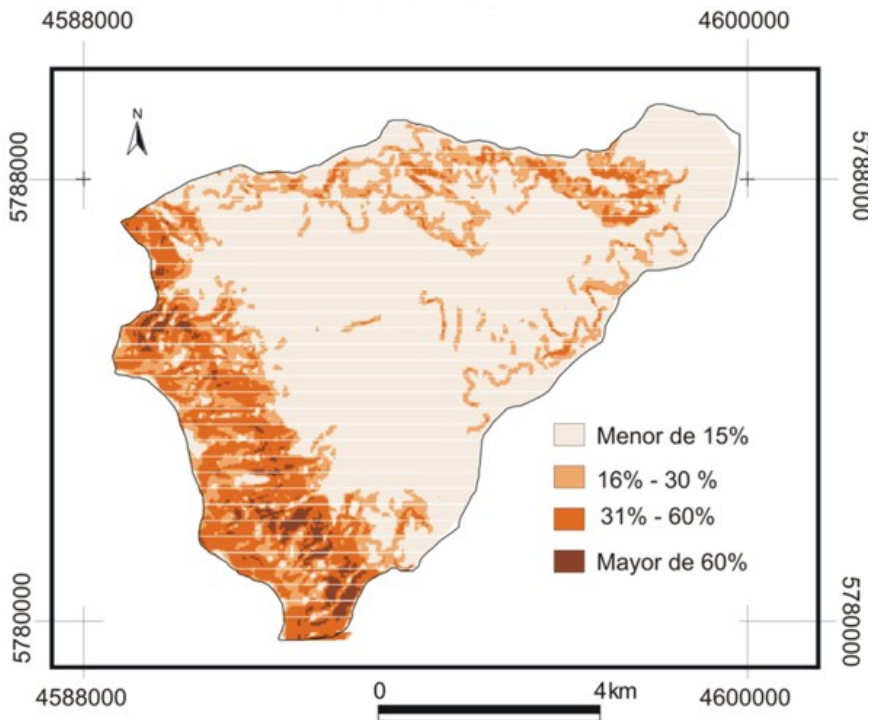 4588000 4600000
N
5788000 5788000
Menor de 15%
16% - 30 %
31% - 60%
Mayor de 60%
5780000 5780000
4588000 0 4km 4600000